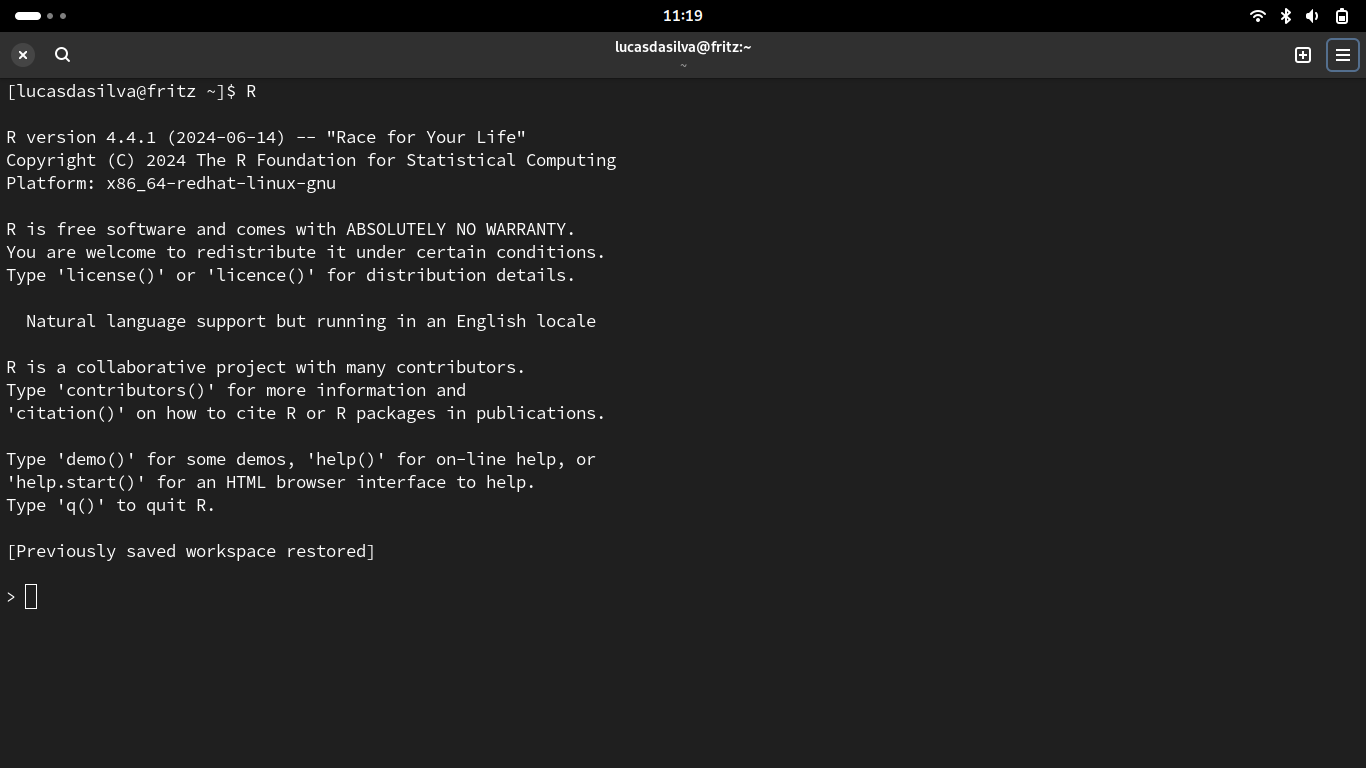 11:19
lucasdasilva@fritz:~
~
[lucasdasilva@fritz ~]$ R
R version 4.4.1 (2024-06-14) -- "Race for Your Life"
Copyright (C) 2024 The R Foundation for Statistical Computing
Platform: x86_64-redhat-linux-gnu
R is free software and comes with ABSOLUTELY NO WARRANTY.
You are welcome to redistribute it under certain conditions.
Type 'license()' or 'licence()' for distribution details.
  Natural language support but running in an English locale
R is a collaborative project with many contributors.
Type 'contributors()' for more information and
'citation()' on how to cite R or R packages in publications.
Type 'demo()' for some demos, 'help()' for on-line help, or
'help.start()' for an HTML browser interface to help.
Type 'q()' to quit R.
[Previously saved workspace restored]
>